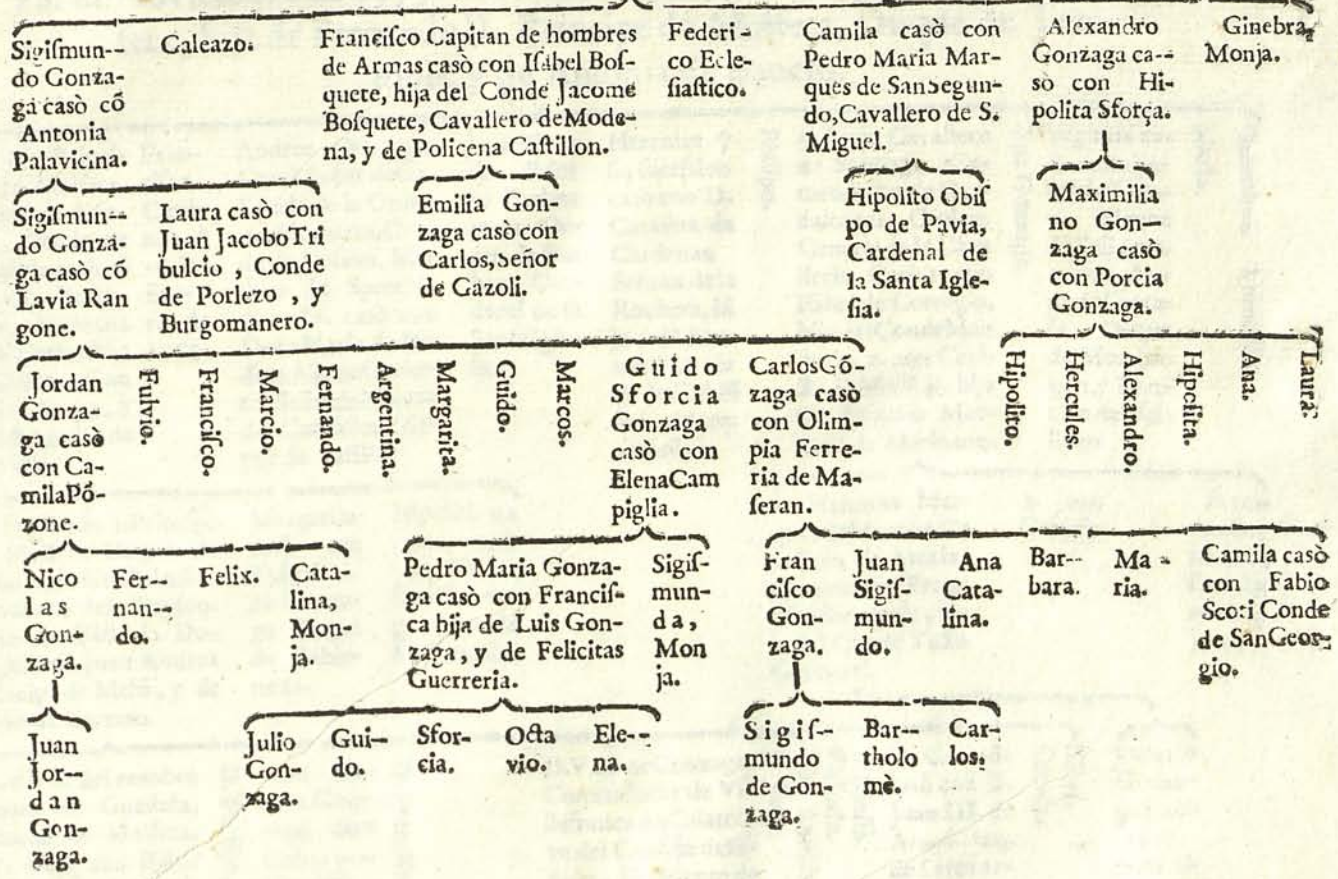 Sigiſmun--
do Gonza-
ga casò cõ
Antonia
Palavicina.
Caleazo.
Franciſco Capitan de hombres
de Armas casò con Iſabel Boſ-
quete, hija del Conde Jacome
Boſquete, Cavallero de Mode-
na, y de Policena Caſtillon.
Federi-
co Ecle-
ſiaſtico.
Camila casò con
Pedro Maria Mar-
ques de San Segun-
do, Cavallero de S.
Miguel.
Alexandro
Gonzaga ca--
sò con Hi-
polita Sforça.
Ginebra,
Monja.
Sigiſmun--
do Gonza-
ga casò cõ
Lavia Ran
gone.
Laura casò con
Juan Jacobo Tri
bulcio, Conde
de Porlezo, y
Burgomanero.
Emilia Gon-
zaga casò con
Carlos, Señor
de Gazoli.
Hipolito Obiſ
po de Pavia,
Cardenal de
la Santa Igle-
ſia.
Maximilia
no Gon--
zaga casò
con Porcia
Gonzaga.
Jordan
Gonza-
ga casò
con Ca-
mila Põ-
zone.
Fulvio.
Franciſco.
Marcio.
Fernando.
Argentina.
Margarita.
Guido.
Marcos.
Guido
Sforcia
Gonzaga
casò con
Elena Cam
piglia.
Carlos Gõ-
zaga casò
con Olim-
pia Ferre-
ria de Ma-
ſeran.
Hipolito.
Hercules.
Alexandro.
Hipolita.
Ana.
Laura.
Nico
las
Gon-
zaga.
Fer--
nan--
do.
Felix.
Cata-
lina,
Mon-
ja.
Pedro Maria Gonza-
ga casò con Franciſ-
ca hija de Luis Gon-
zaga, y de Felicitas
Guerreria.
Sigiſ-
mun-
da,
Mon
ja.
Fran
ciſco
Gon-
zaga.
Juan
Sigiſ-
mun-
do.
Ana
Cata-
lina.
Bar--
bara.
Ma-
ria.
Camila casò
con Fabio
Scoti Conde
de San Geor-
gio.
Juan
Jor--
dan
Gon-
zaga.
Julio
Gon-
zaga.
Gui--
do.
Sfor-
cia.
Octa
vio.
Ele--
na.
Sigiſ--
mundo
de Gon-
zaga.
Bar--
tholo
mè.
Car-
los.